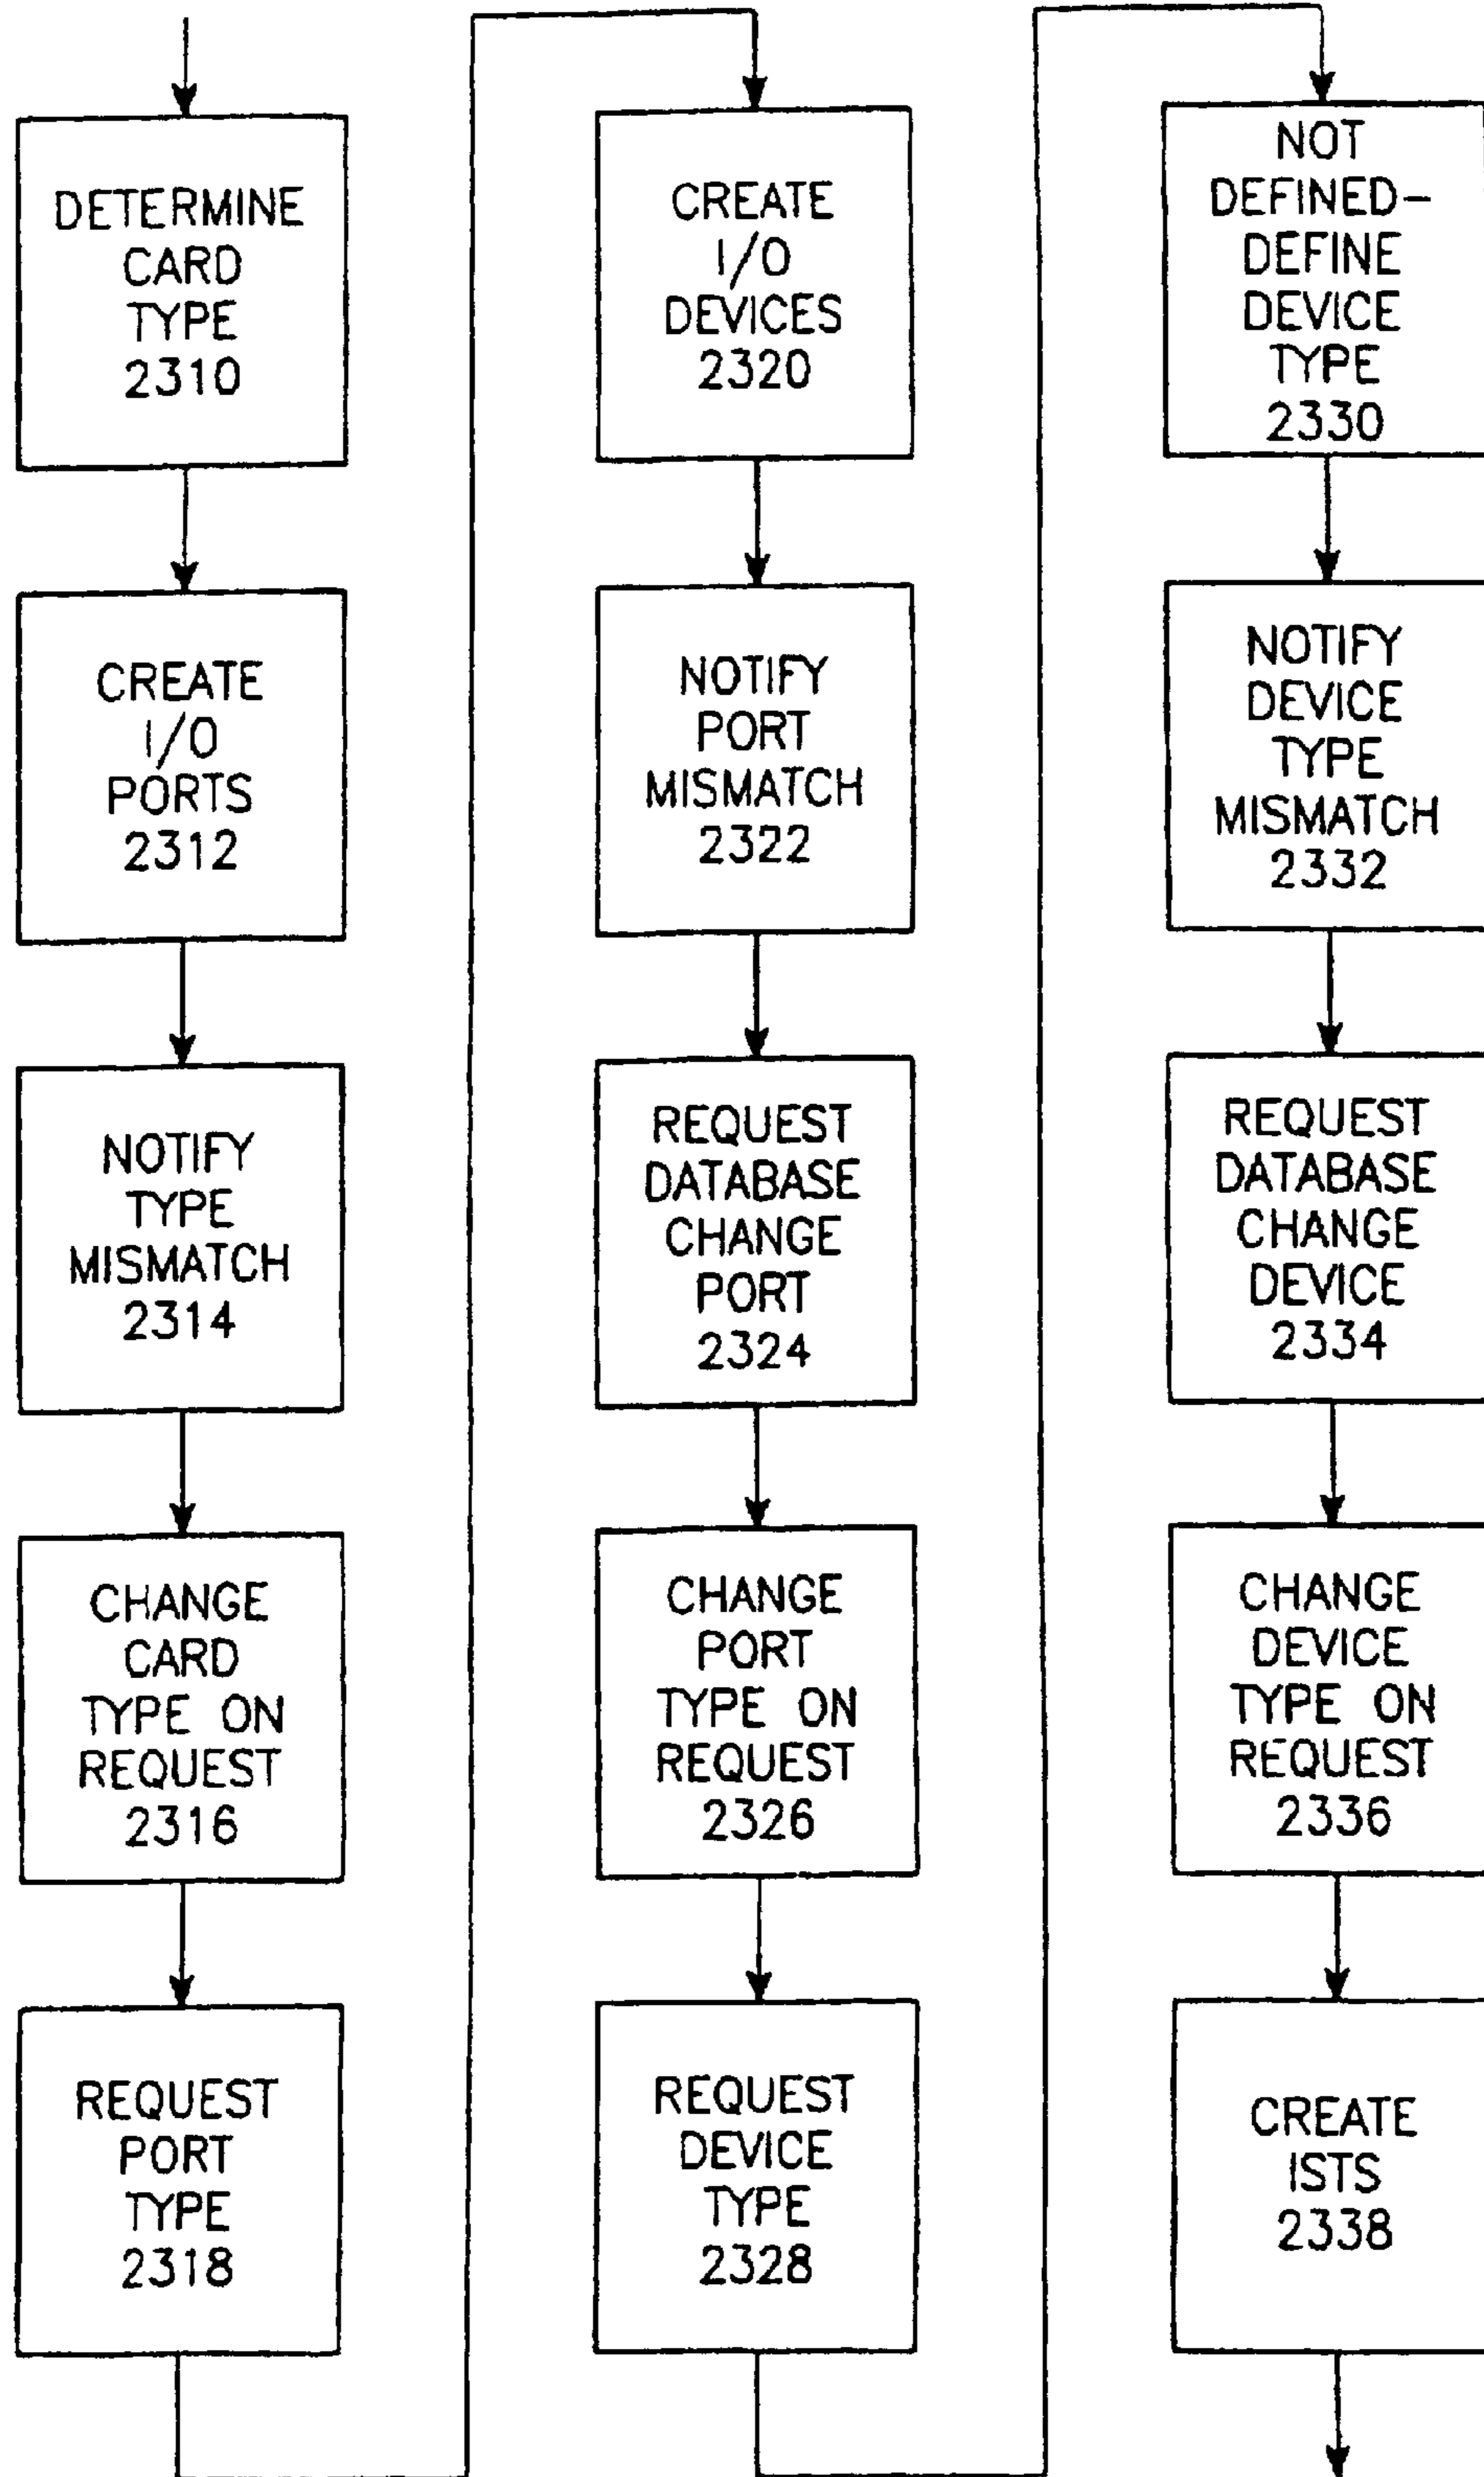 DETERMINE
CARD
TYPE
2310
CREATE
I/O
PORTS
2312
NOTIFY
TYPE
MISMATCH
2314
CHANGE
CARD
TYPE ON
REQUEST
2316
REQUEST
PORT
TYPE
2318
CREATE
I/O
DEVICES
2320
NOTIFY
PORT
MISMATCH
2322
REQUEST
DATABASE
CHANGE
PORT
2324
CHANGE
PORT
TYPE ON
REQUEST
2326
REQUEST
DEVICE
TYPE
2328
NOT
DEFINED-
DEFINE
DEVICE
TYPE
2330
NOTIFY
DEVICE
TYPE
MISMATCH
2332
REQUEST
DATABASE
CHANGE
DEVICE
2334
CHANGE
DEVICE
TYPE ON
REQUEST
2336
CREATE
ISTS
2338